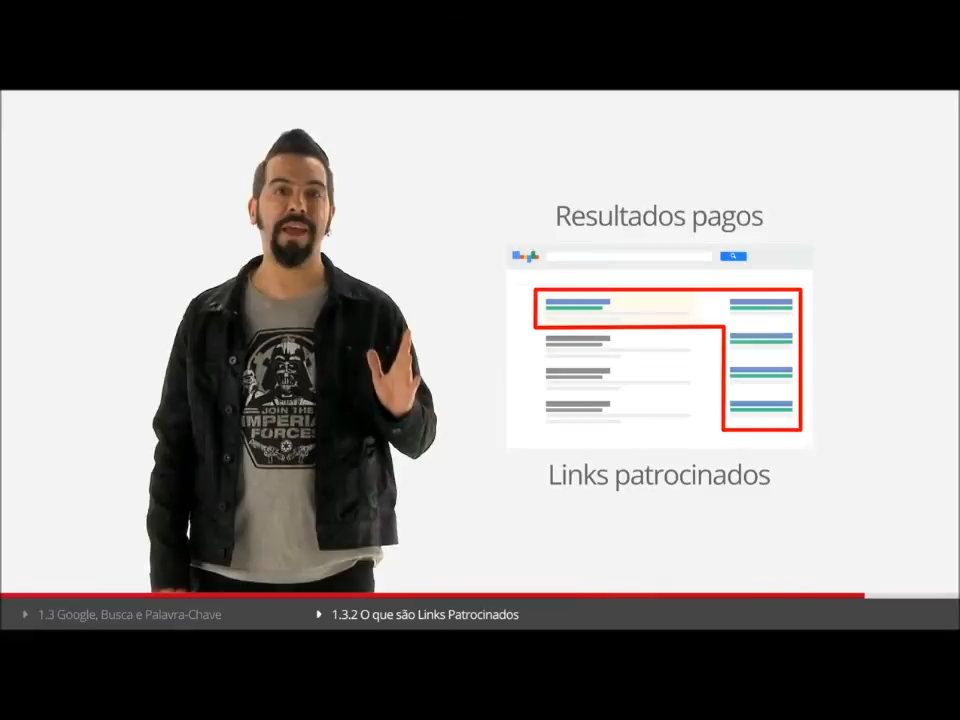 Resultados pagos
JOIN THE
IMPERIAL
FORCES
Links patrocinados
1.3 Google, Busca e Palavra-Chave
1.3.2 O que são Links Patrocinados